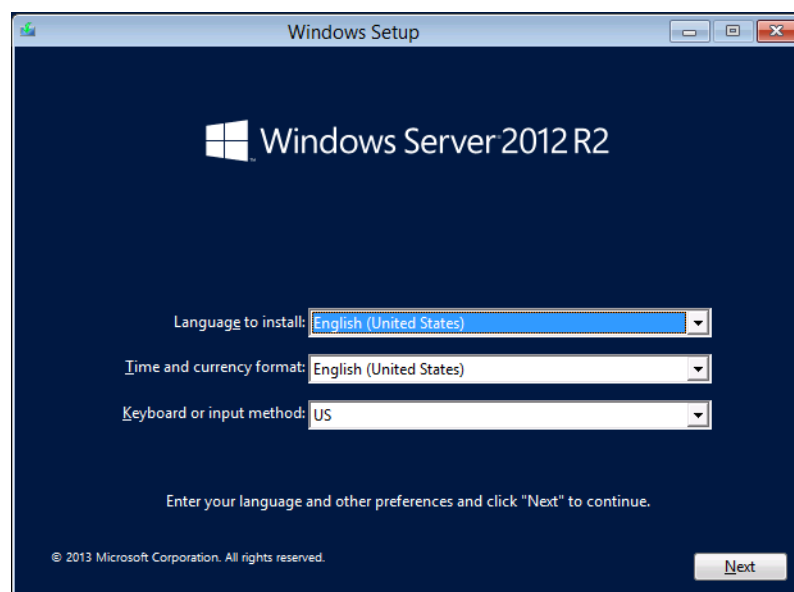 Windows Setup
Windows Server 2012 R2
Language to install: English (United States)
Time and currency format: English (United States)
Keyboard or input method: US
Enter your language and other preferences and click "Next" to continue.
© 2013 Microsoft Corporation. All rights reserved.
Next